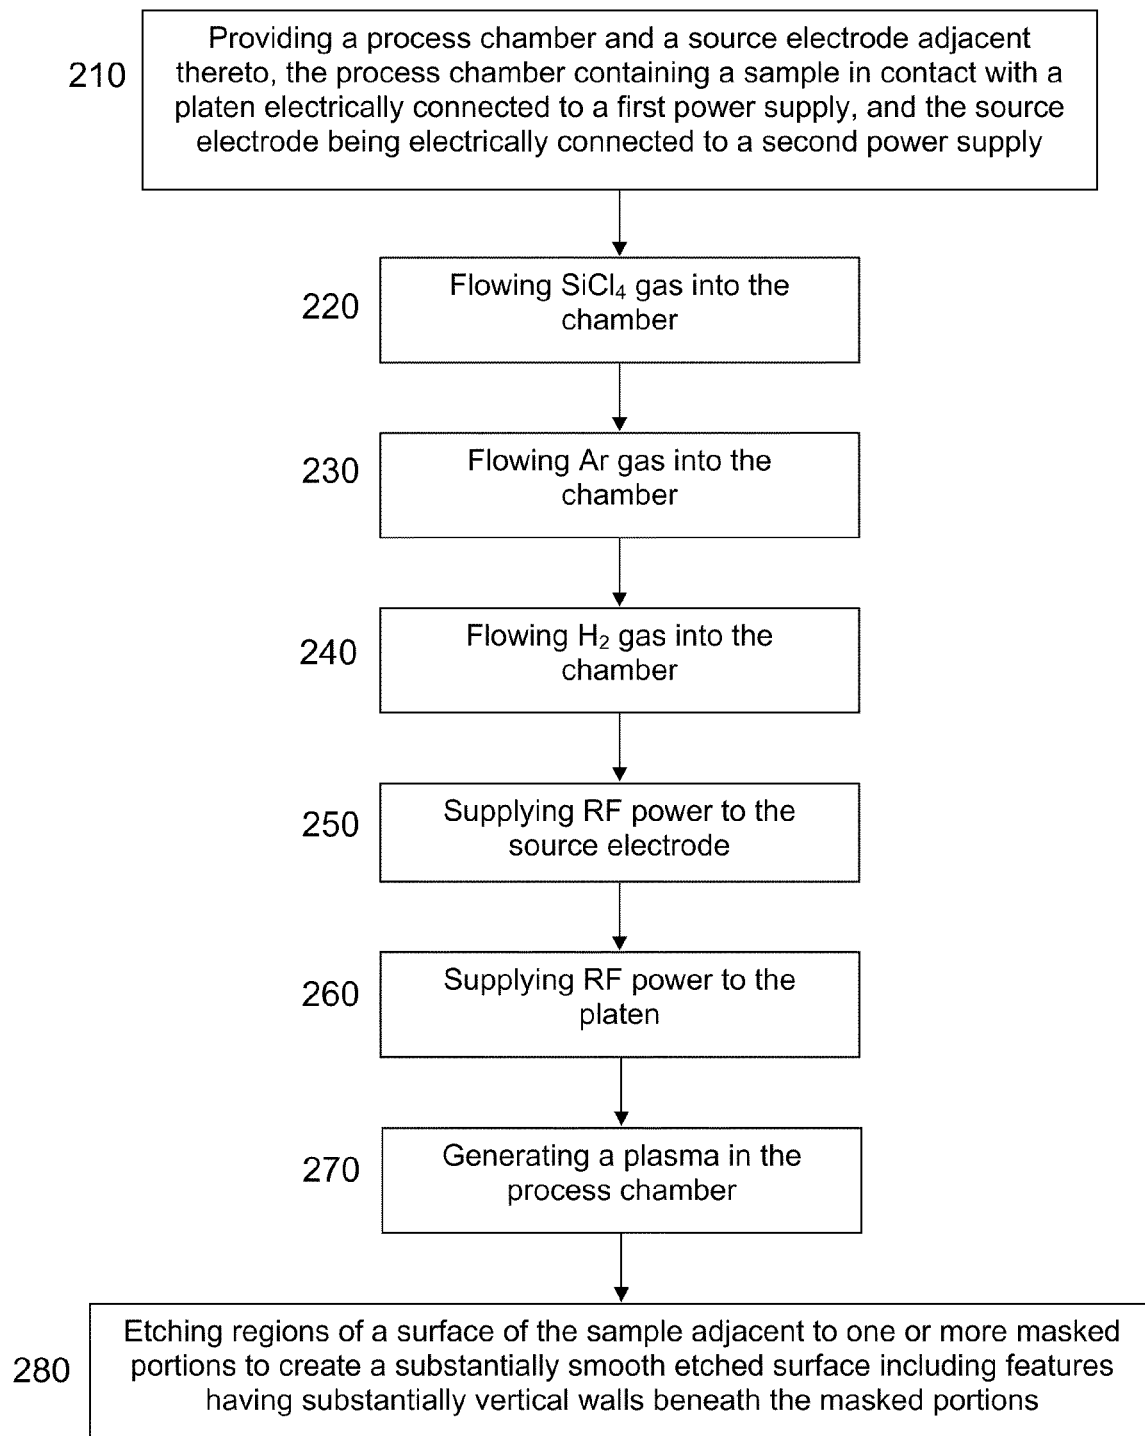 210
Providing a process chamber and a source electrode adjacent
thereto, the process chamber containing a sample in contact with a
platen electrically connected to a first power supply, and the source
electrode being electrically connected to a second power supply
220
Flowing SiCl₄ gas into the
chamber
230
Flowing Ar gas into the
chamber
240
Flowing H₂ gas into the
chamber
250
Supplying RF power to the
source electrode
260
Supplying RF power to the
platen
270
Generating a plasma in the
process chamber
280
Etching regions of a surface of the sample adjacent to one or more masked
portions to create a substantially smooth etched surface including features
having substantially vertical walls beneath the masked portions